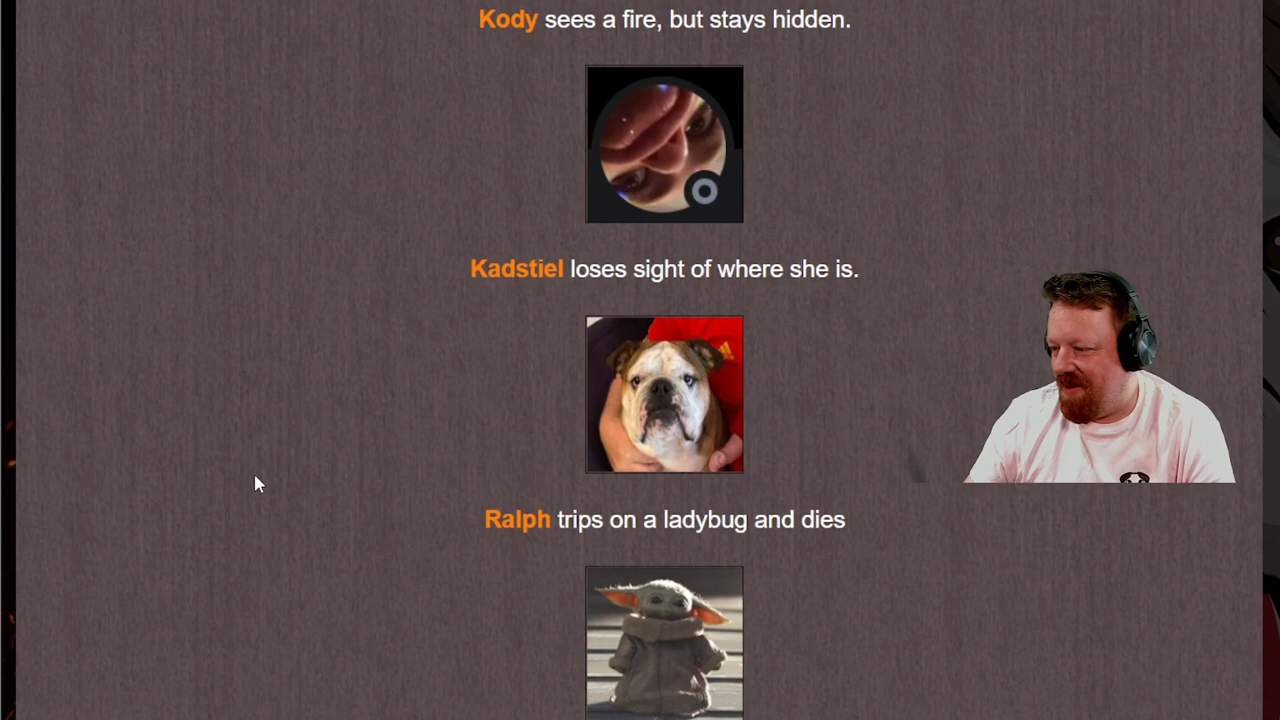 Kody sees a fire, but stays hidden.
Kadstiel loses sight of where she is.
Ralph trips on a ladybug and dies